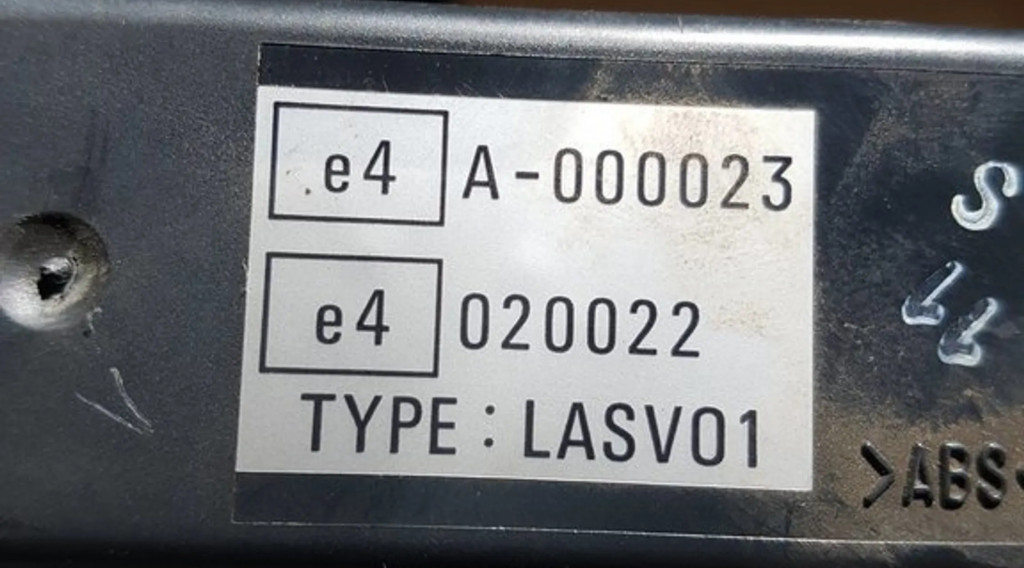 e4 A-000023
e4 020022
TYPE : LASV01
S
>ABS